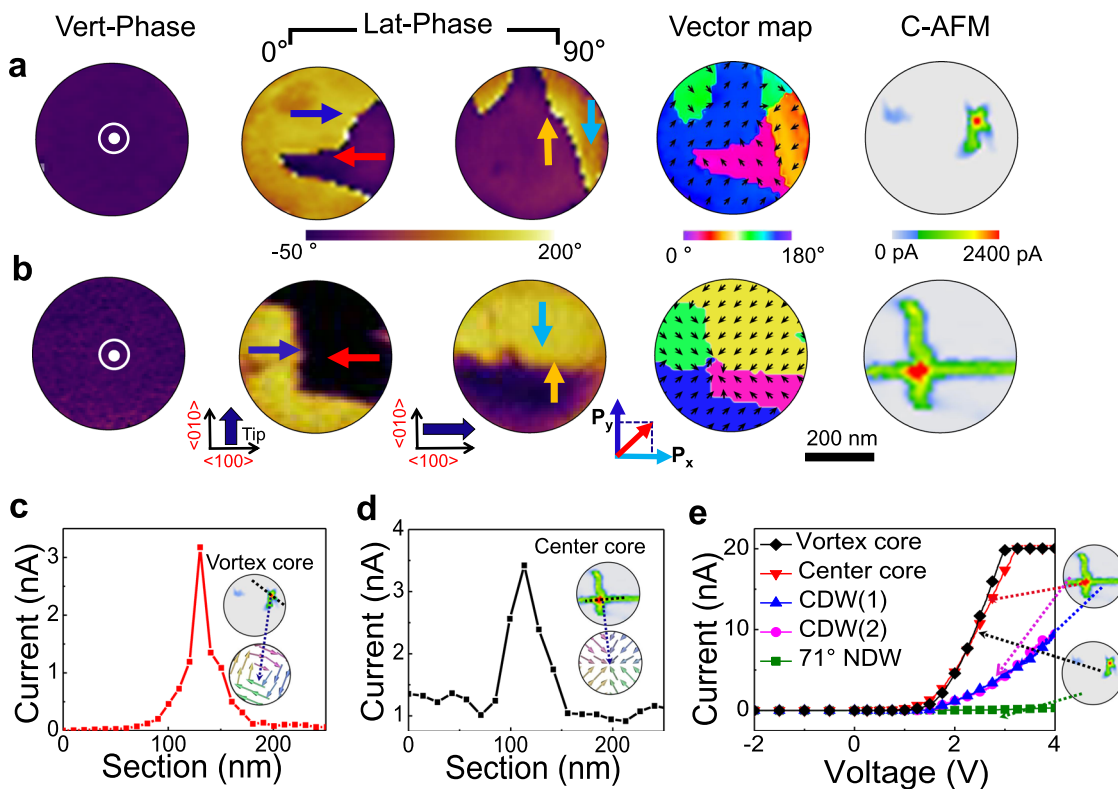 Vert-Phase
Lat-Phase
Vector map
C-AFM
0°
90°
a
-50 °
200°
0 °
180°
0 pA
2400 pA
b
<010>
Tip
<100>
<010>
<100>
Py
Px
200 nm
c
Current (nA)
3
2
1
0
Vortex core
0
100
200
Section (nm)
d
Current (nA)
4
3
2
1
Center core
0
100
200
Section (nm)
e
Current (nA)
20
10
0
Vortex core
Center core
CDW(1)
CDW(2)
71° NDW
-2
0
2
4
Voltage (V)